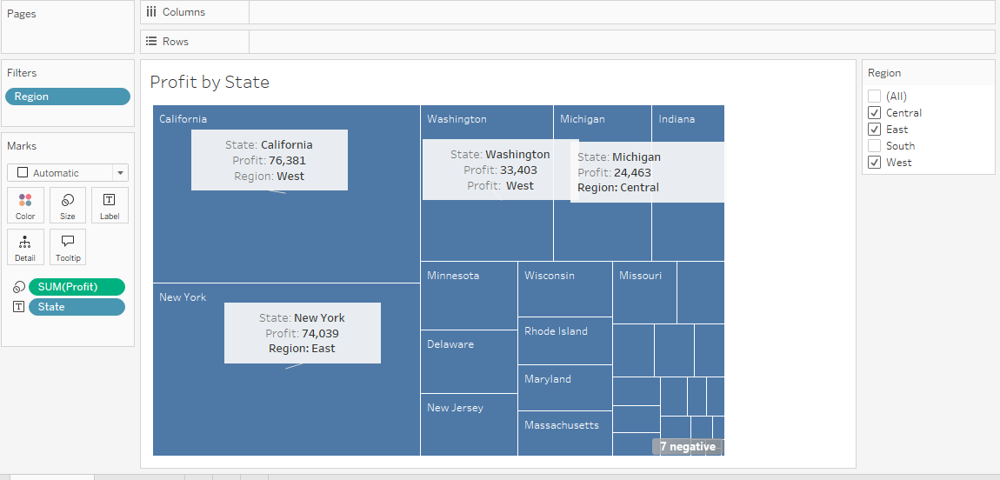 Pages
Columns
Rows
Filters
Region
Marks
Automatic
Color
Size
Label
Detail
Tooltip
SUM(Profit)
State
Profit by State
California
State: California
Profit: 76,381
Region: West
Washington
State: Washington
Profit: 33,403
Profit: West
Michigan
Indiana
State: Michigan
Profit: 24,463
Region: Central
New York
State: New York
Profit: 74,039
Region: East
Minnesota
Wisconsin
Missouri
Rhode Island
Delaware
Maryland
New Jersey
Massachusetts
7 negative
Region
(All)
Central
East
South
West